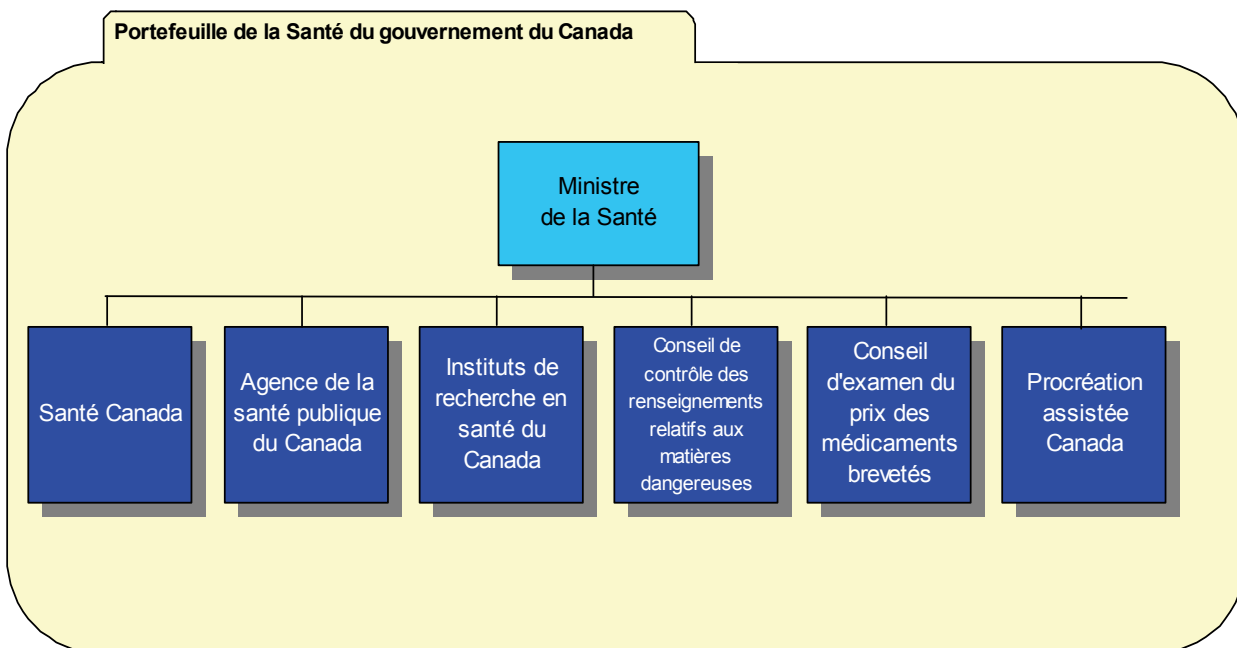 Portefeuille de la Santé du gouvernement du Canada
Ministre
de la Santé
Santé Canada
Agence de la
santé publique
du Canada
Instituts de
recherche en
santé du
Canada
Conseil de
contrôle des
renseignements
relatifs aux
matières
dangereuses
Conseil
d'examen du
prix des
médicaments
brevetés
Procréation
assistée
Canada